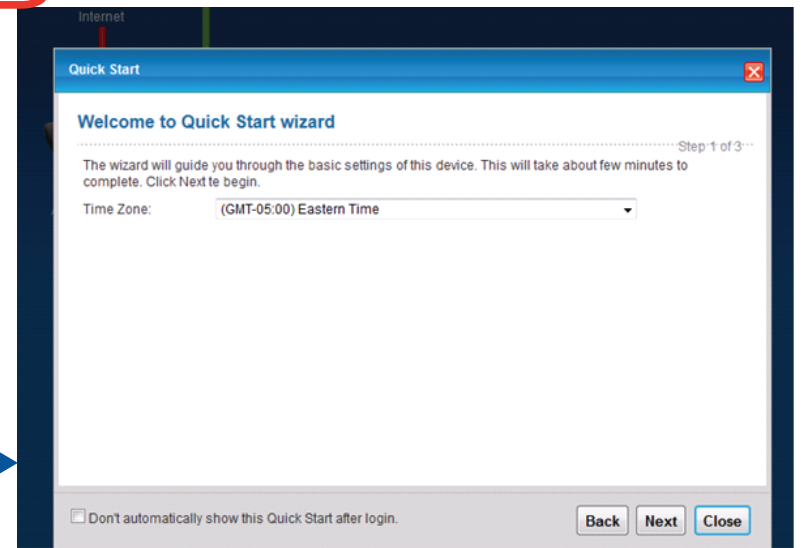 Internet
Quick Start
Welcome to Quick Start wizard
Step 1 of 3
The wizard will guide you through the basic settings of this device. This will take about few minutes to
complete. Click Next te begin.
Time Zone: (GMT-05:00) Eastern Time
Don't automatically show this Quick Start after login.
Back Next Close